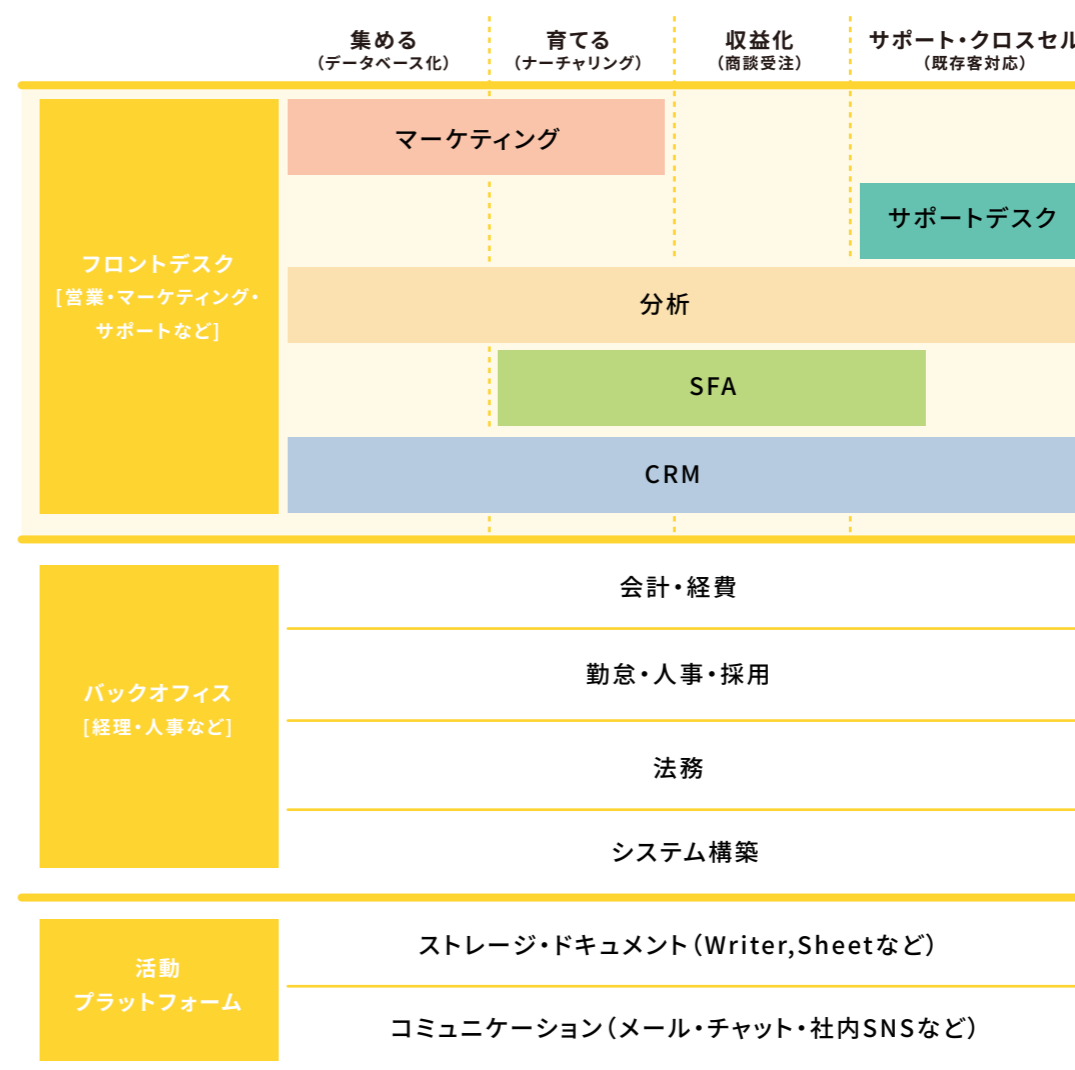 集める
（データベース化）
育てる
（ナーチャリング）
収益化
（商談受注）
サポート・クロスセル
（既存客対応）
フロントデスク
[営業・マーケティング・
サポートなど]
マーケティング
サポートデスク
分析
SFA
CRM
バックオフィス
[経理・人事など]
会計・経費
勤怠・人事・採用
法務
システム構築
活動
プラットフォーム
ストレージ・ドキュメント（Writer,Sheetなど）
コミュニケーション（メール・チャット・社内SNSなど）